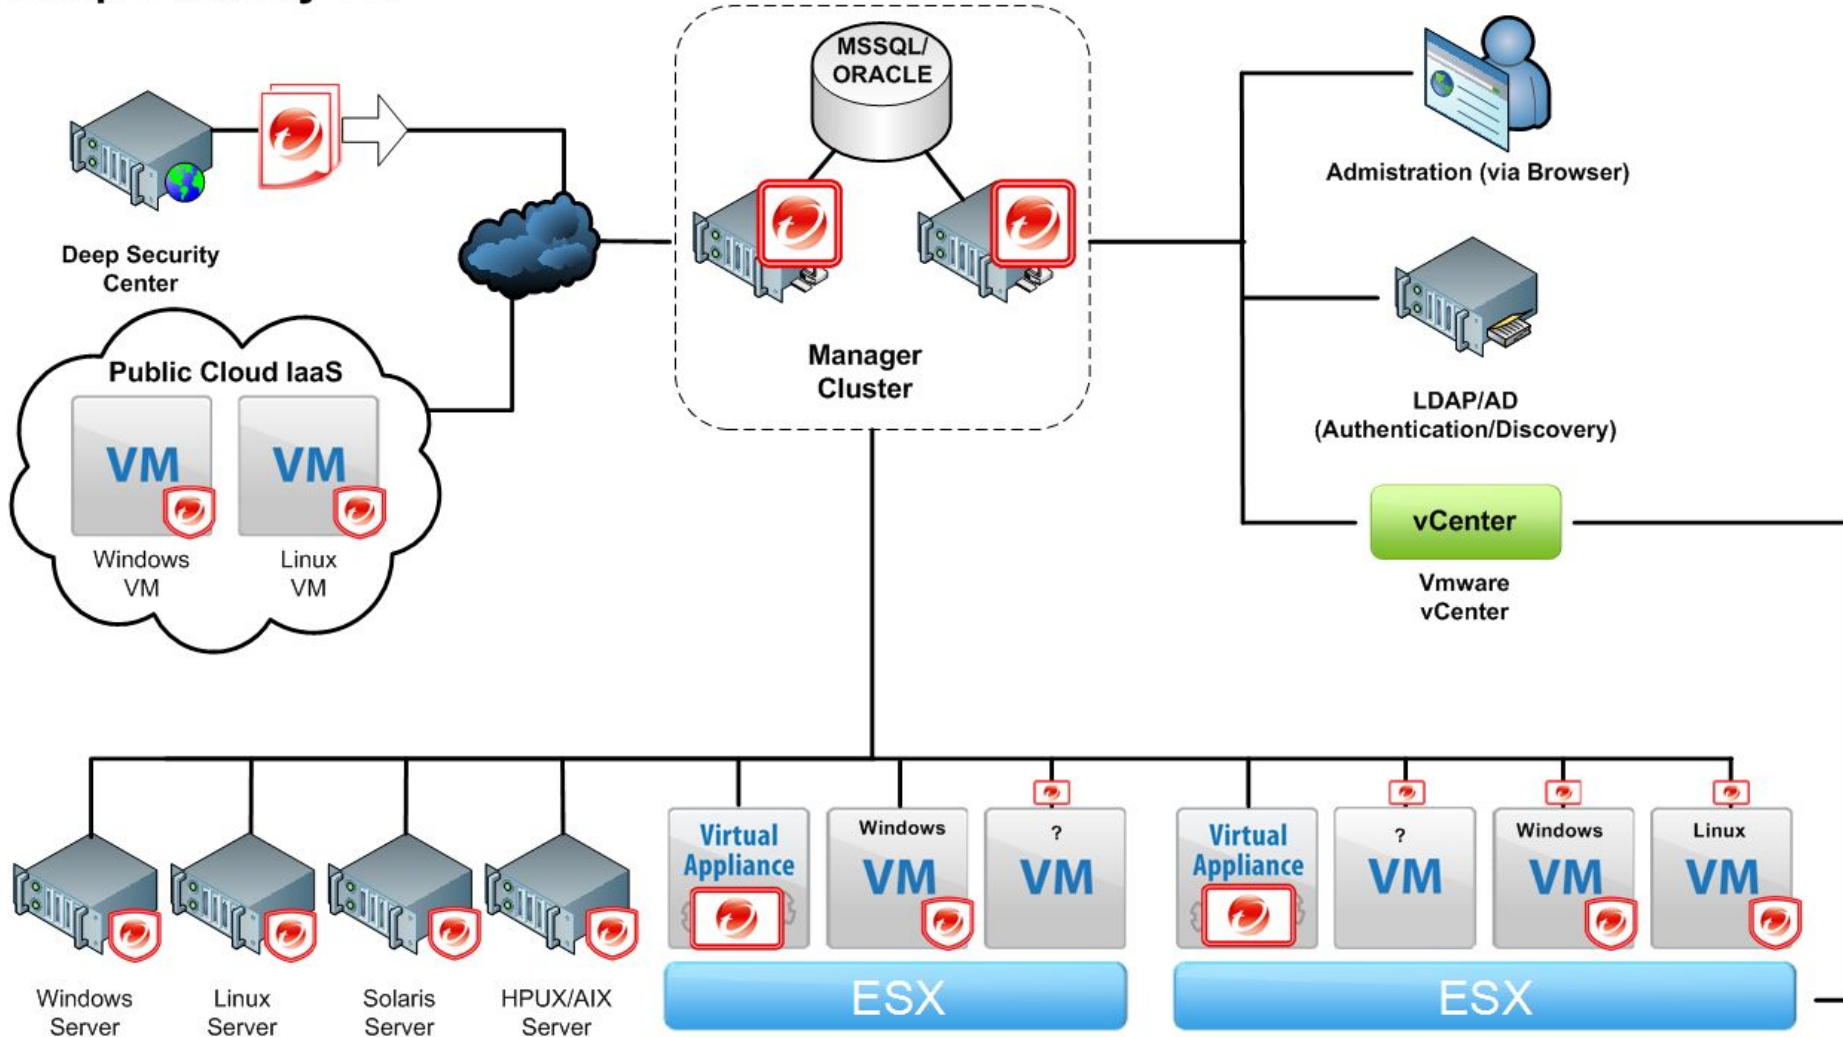 MSSQL/
ORACLE
Deep Security
Center
Manager
Cluster
Admistration (via Browser)
LDAP/AD
(Authentication/Discovery)
vCenter
Vmware
vCenter
Public Cloud IaaS
VM
VM
Windows
VM
Linux
VM
Virtual
Appliance
Windows
VM
?
VM
Virtual
Appliance
?
VM
Windows
VM
Linux
VM
ESX
ESX
Windows
Server
Linux
Server
Solaris
Server
HPUX/AIX
Server